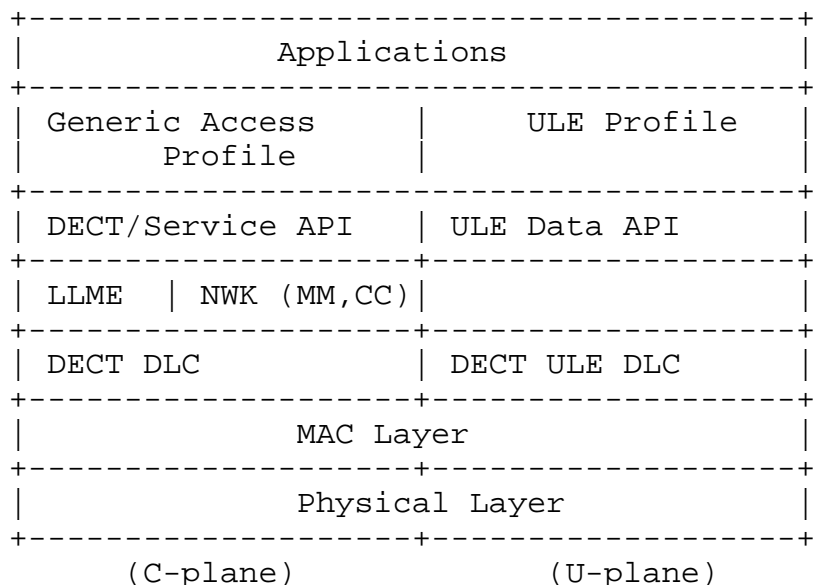 Applications
Generic Access | ULE Profile
Profile |
DECT/Service API | ULE Data API
LLME | NWK (MM,CC)|
DECT DLC | DECT ULE DLC
MAC Layer
Physical Layer
(C-plane) (U-plane)